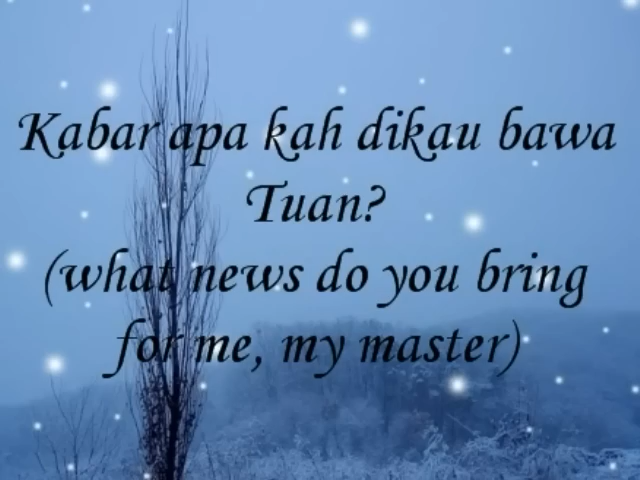 Kabar apa kah dikau bawa
Tuan?
(what news do you bring
for me, my master)